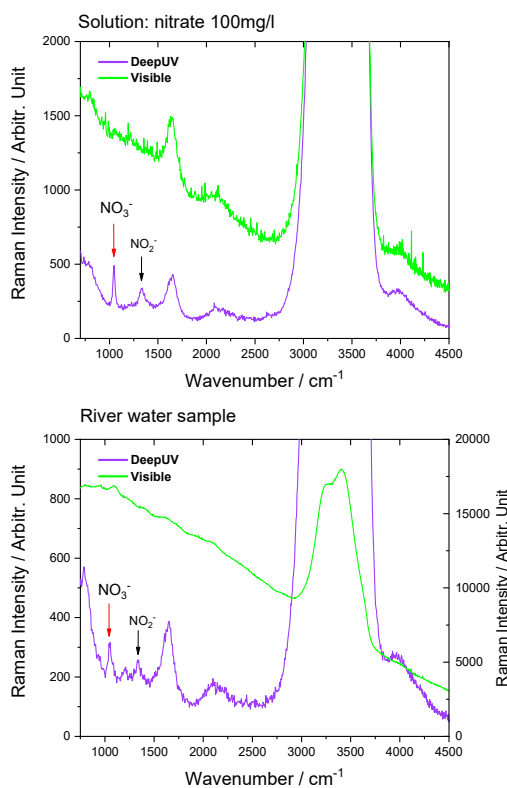 Solution: nitrate 100mg/l
2000
1500
1000
500
0
Raman Intensity / Arbitr. Unit
DeepUV
Visible
NO₃⁻
NO₂⁻
1000 1500 2000 2500 3000 3500 4000 4500
Wavenumber / cm⁻¹
River water sample
1000
800
600
400
200
0
Raman Intensity / Arbitr. Unit
DeepUV
Visible
NO₃⁻
NO₂⁻
20000
15000
10000
5000
0
Raman Intensity / Arbitr. Unit
1000 1500 2000 2500 3000 3500 4000 4500
Wavenumber / cm⁻¹